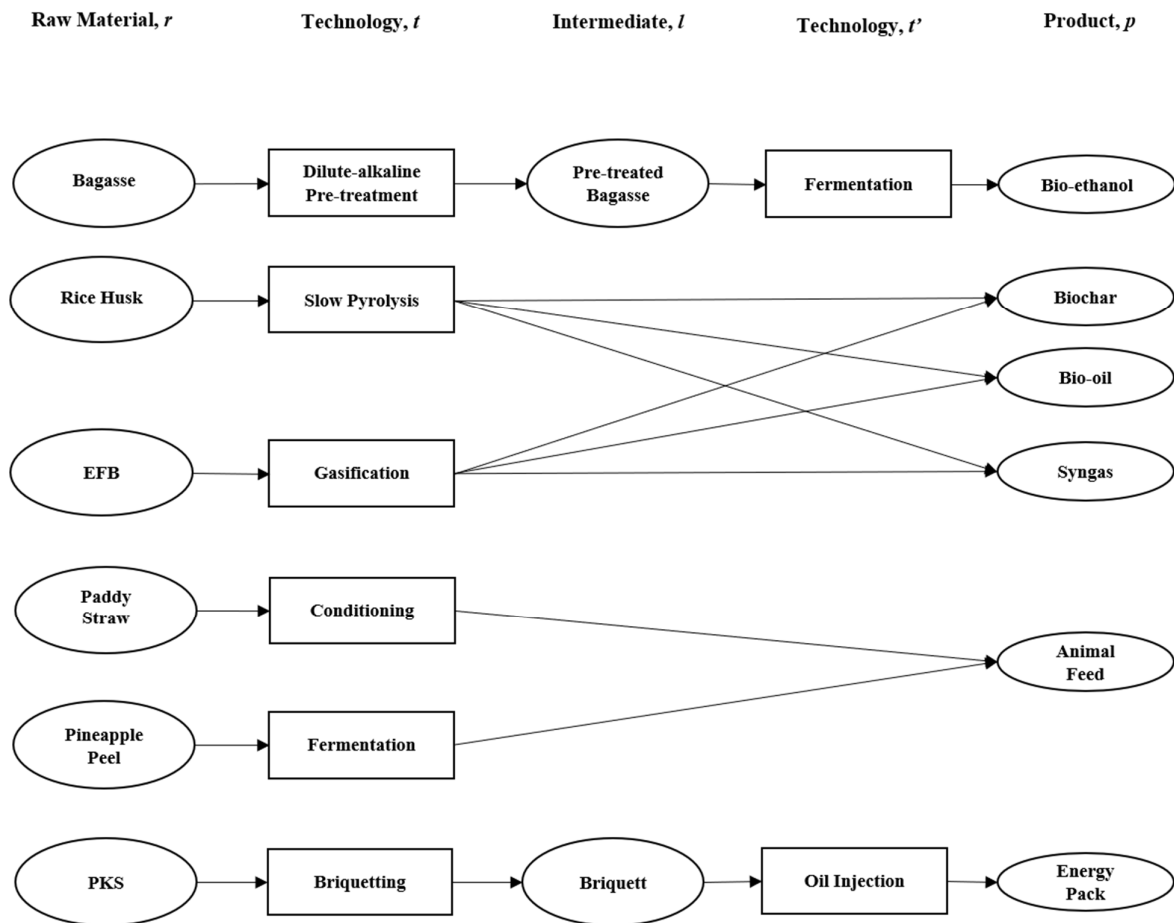 Raw Material, r
Technology, t
Intermediate, l
Technology, t’
Product, p
Bagasse
Dilute-alkaline
Pre-treatment
Pre-treated
Bagasse
Fermentation
Bio-ethanol
Rice Husk
Slow Pyrolysis
Biochar
Bio-oil
EFB
Gasification
Syngas
Paddy
Straw
Conditioning
Animal
Feed
Pineapple
Peel
Fermentation
PKS
Briquetting
Briquett
Oil Injection
Energy
Pack